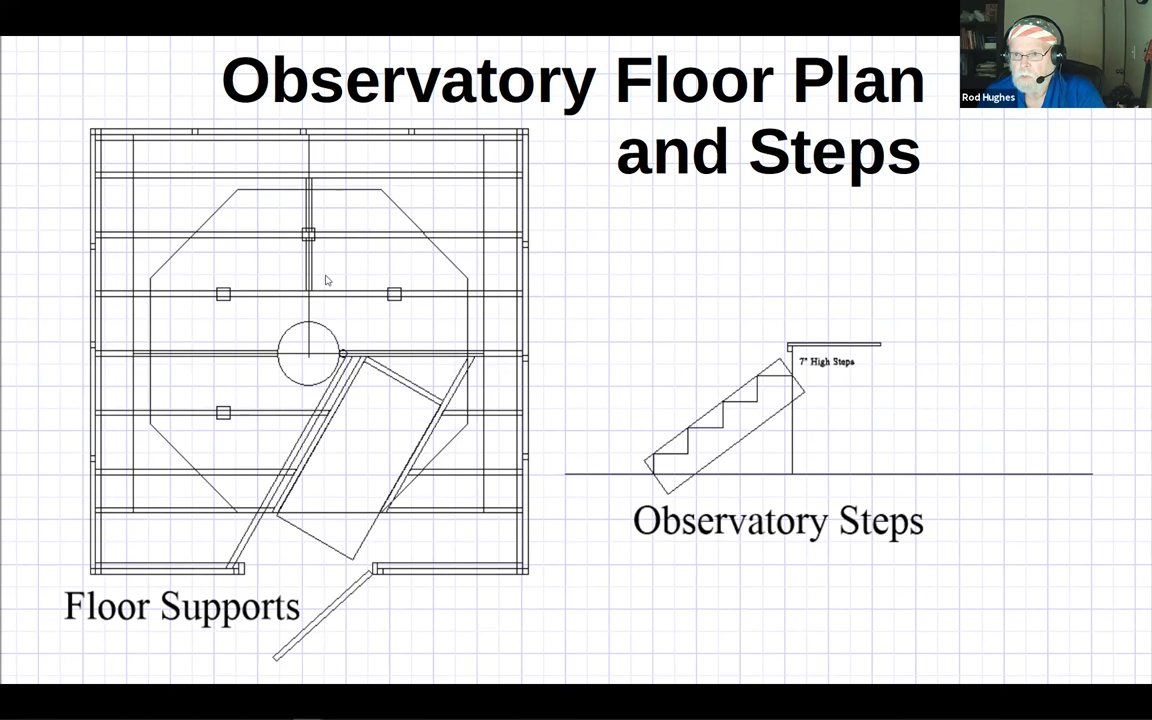 Observatory Floor Plan
and Steps
Rod Hughes
7" High Steps
Observatory Steps
Floor Supports